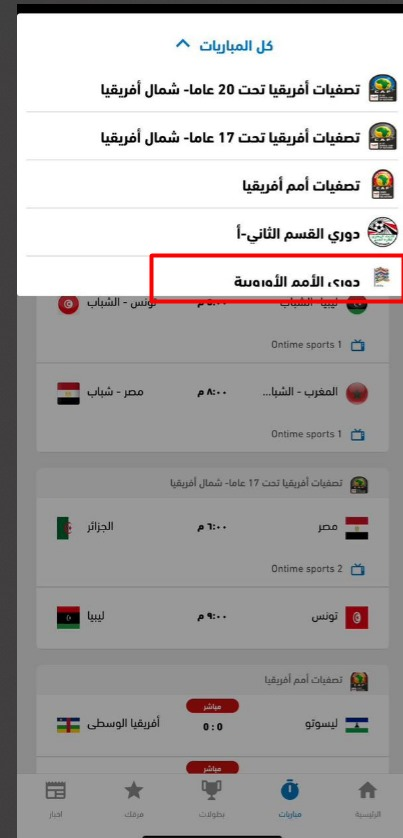 كل المباريات
تصفيات أفريقيا تحت 20 عاما- شمال أفريقيا
تصفيات أفريقيا تحت 17 عاما- شمال أفريقيا
تصفيات أمم أفريقيا
دوري القسم الثاني-أ
دوري الأمم الأوروبية
ليبيا - الشباب ٥:٠٠ م تونس - الشباب
Ontime sports 1
المغرب - الشبا... ٨:٠٠ م مصر - شباب
Ontime sports 1
تصفيات أفريقيا تحت 17 عاما- شمال أفريقيا
مصر ٦:٠٠ م الجزائر
Ontime sports 2
تونس ٩:٠٠ م ليبيا
تصفيات أمم أفريقيا
مباشر
ليسوتو 0 : 0 أفريقيا الوسطى
مباشر
الرئيسية مباريات بطولات مرفك اخبار